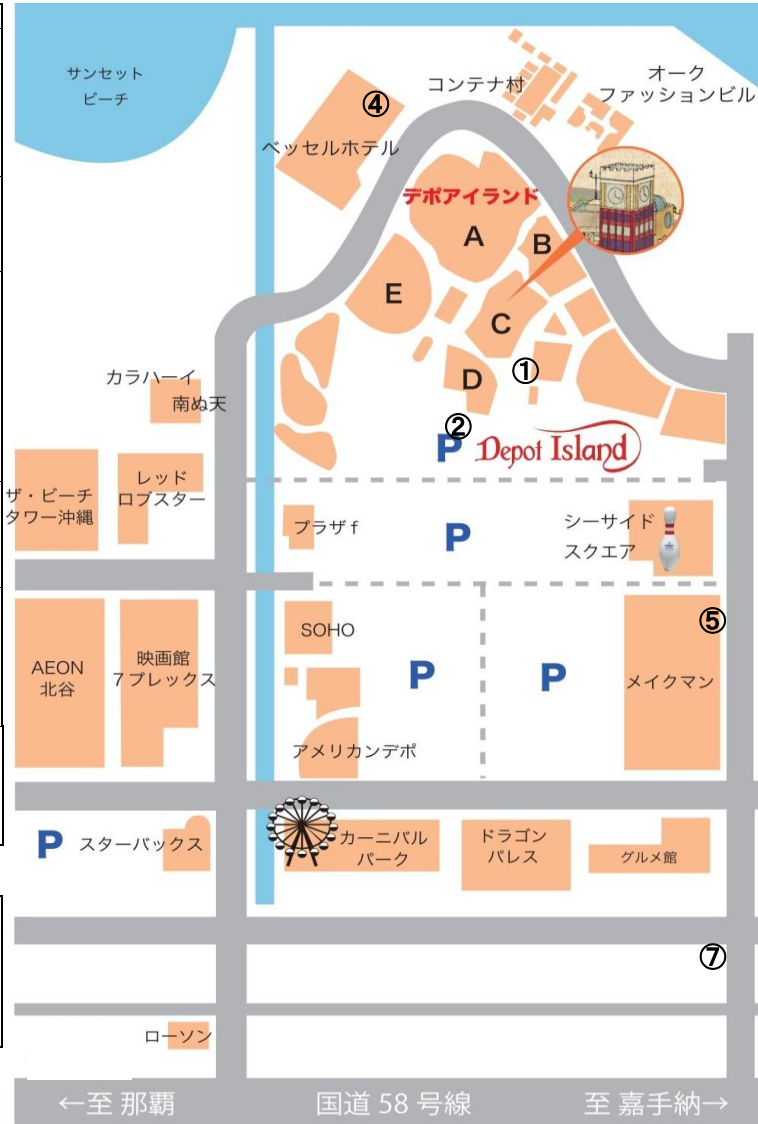 サンセット
ビーチ
④
コンテナ村
オーク
ファッションビル
ベッセルホテル
デポアイランド
A
B
E
C
D
①
②
P
Depot Island
カラハーイ
南ぬ天
レッド
ロブスター
ザ・ビーチ
タワー沖縄
プラザ f
P
シーサイド
スクエア
⑤
SOHO
AEON
北谷
映画館
7 プレックス
P
P
メイクマン
アメリカンデポ
P
スターバックス
カーニバル
パーク
ドラゴン
パレス
グルメ館
⑦
ローソン
←至 那覇
国道 58 号線
至 嘉手納→